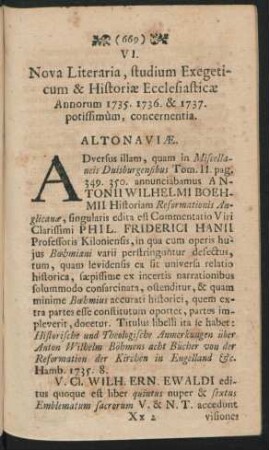 (669)
VI.
Nova Literaria, studium Exegeti-
cum & Historiæ Ecclesiasticæ
Annorum 1735. 1736. & 1737.
potissimùm, concernentia.
ALTONAVIÆ.
ADversus illam, quam in Miscella-
neis Duisburgensibus Tom. II. pag.
349. 350. annunciabamus AN-
TONII WILHELMI BOEH-
MII Historiam Reformationis An-
glicanæ, singularis edita est Commentatio Viri
Clarissimi PHIL. FRIDERICI HANII
Professoris Kiloniensis, in qua cum operis hu-
jus Boëhmiani varii perstringantur defectus,
tum, quam levidensis ea sit universa relatio
historica, sæpissime ex incertis narrationibus
solummodo consarcinata, ostenditur, & quam
minime Bœhmius accurati historici, quem ex-
tra partes esse constitutum oportet, partes im-
pleverit, docetur. Titulus libelli ita se habet:
Historische und Theologische Anmerckungen über
Anton Wilhelm Böhmens acht Bücher von der
Reformation der Kirchen in Engelland &c.
Hamb. 1735. 8.
V. Cl. WILH. ERN. EWALDI edi-
tus quoque est liber quintus nuper & sextus
Emblematum sacrorum V. & N. T. accedunt
Xx 2 visiones